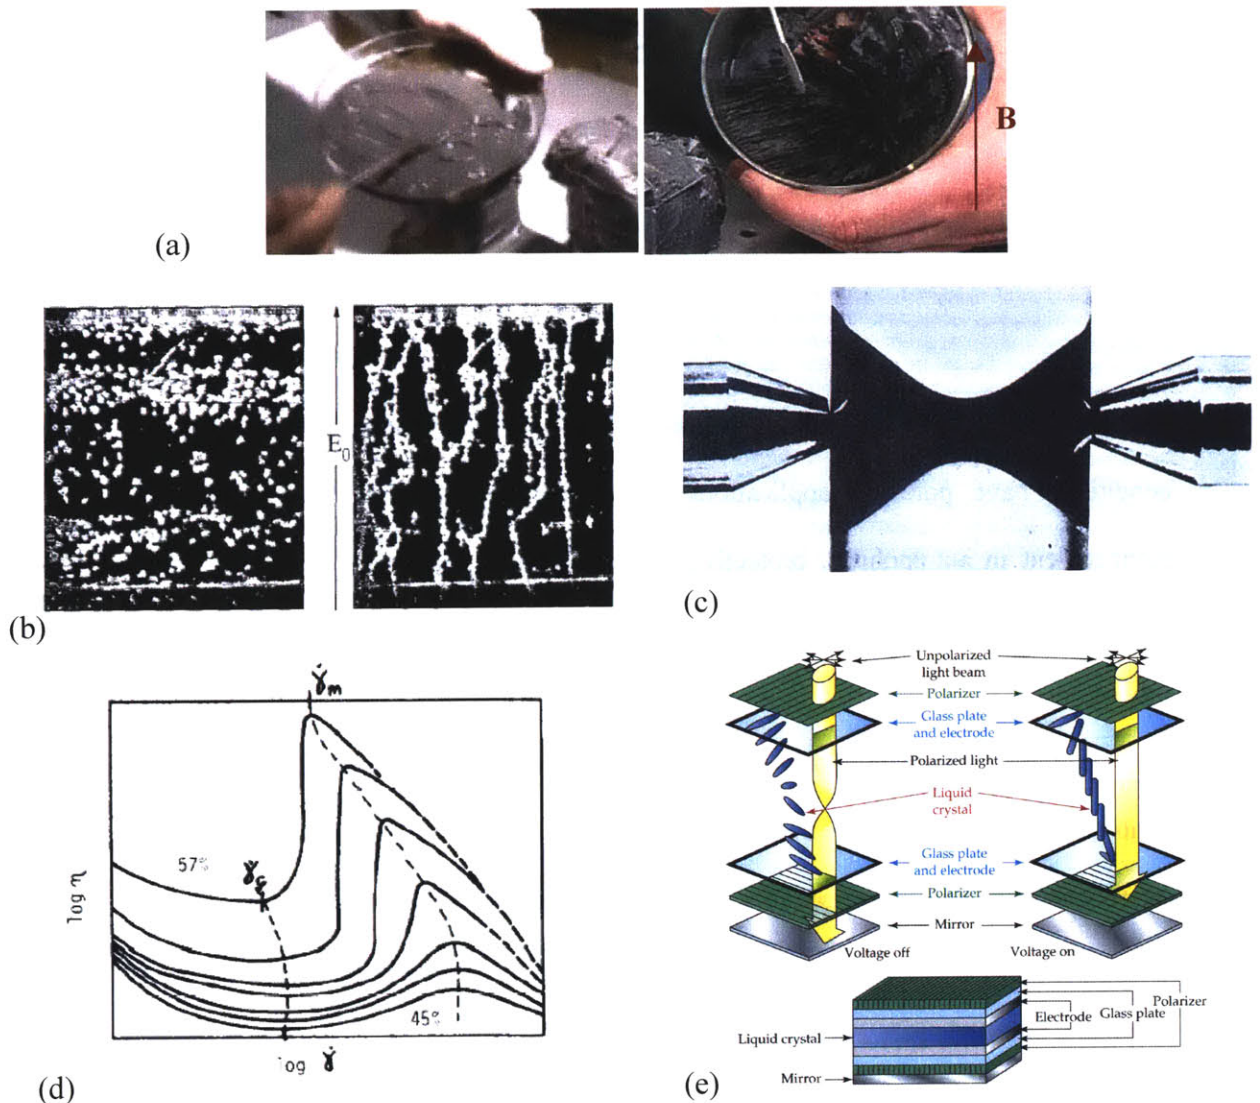 B
(a)
E₀
(b)
(c)
γ̇ₘ
57%
γ̇
log η
45%
γ̇
(d)
Unpolarized
light beam
Polarizer
Glass plate
and electrode
Polarized light
Liquid
crystal
Glass plate
and electrode
Polarizer
Mirror
Voltage off
Voltage on
Polarizer
Glass plate
Electrode
Liquid crystal
Mirror
(e)